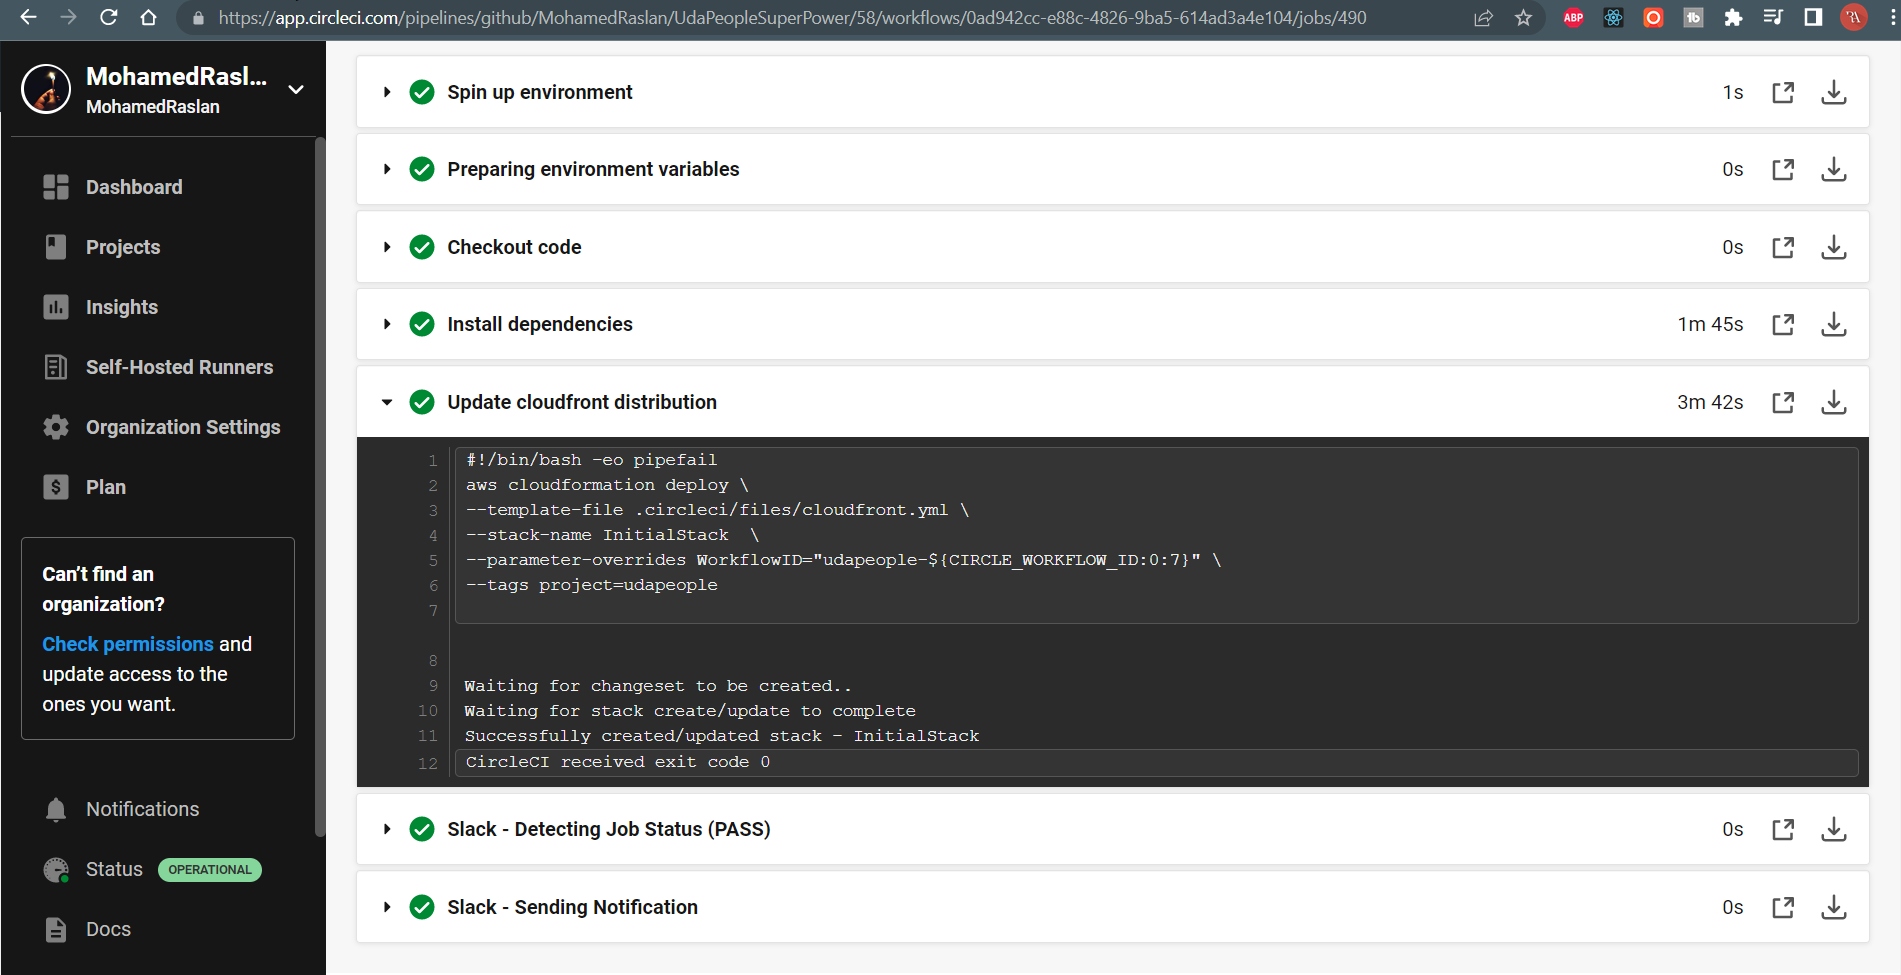 https://app.circleci.com/pipelines/github/MohamedRaslan/UdaPeopleSuperPower/58/workflows/0ad942cc-e88c-4826-9ba5-614ad3a4e104/jobs/490
ABP
MohamedRasl...
MohamedRaslan
Dashboard
Projects
Insights
Self-Hosted Runners
Organization Settings
Plan
Can't find an
organization?
Check permissions and
update access to the
ones you want.
Notifications
Status OPERATIONAL
Docs
Spin up environment 1s
Preparing environment variables 0s
Checkout code 0s
Install dependencies 1m 45s
Update cloudfront distribution 3m 42s
1 #!/bin/bash -eo pipefail
2 aws cloudformation deploy \
3 --template-file .circleci/files/cloudfront.yml \
4 --stack-name InitialStack  \
5 --parameter-overrides WorkflowID="udapeople-${CIRCLE_WORKFLOW_ID:0:7}" \
6 --tags project=udapeople
7
8
9 Waiting for changeset to be created..
10 Waiting for stack create/update to complete
11 Successfully created/updated stack - InitialStack
12 CircleCI received exit code 0
Slack - Detecting Job Status (PASS) 0s
Slack - Sending Notification 0s